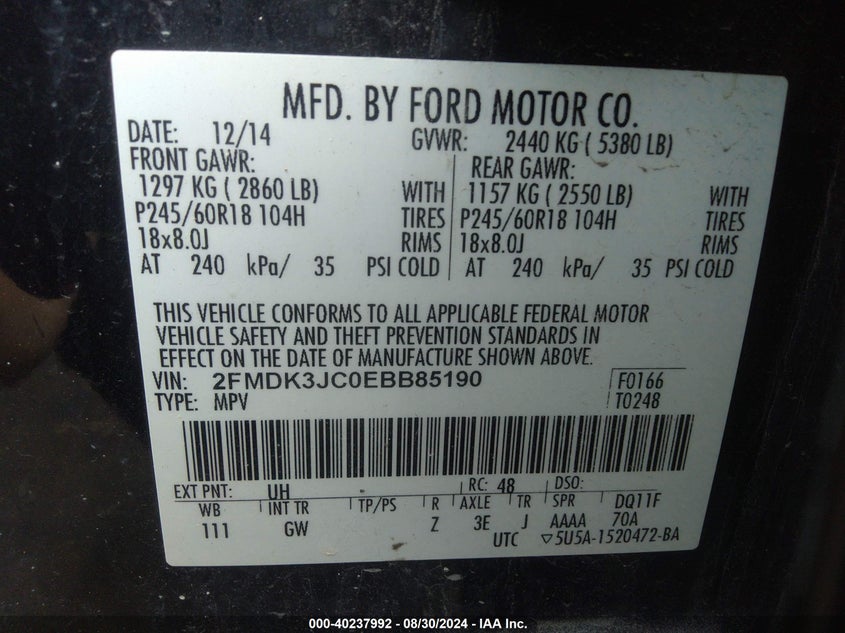 MFD. BY FORD MOTOR CO.
DATE: 12/14 GVWR: 2440 KG ( 5380 LB)
FRONT GAWR: REAR GAWR:
1297 KG ( 2860 LB) WITH 1157 KG ( 2550 LB) WITH
P245/60R18 104H TIRES P245/60R18 104H TIRES
18x8.0J RIMS 18x8.0J RIMS
AT 240 kPa/ 35 PSI COLD AT 240 kPa/ 35 PSI COLD
THIS VEHICLE CONFORMS TO ALL APPLICABLE FEDERAL MOTOR
VEHICLE SAFETY AND THEFT PREVENTION STANDARDS IN
EFFECT ON THE DATE OF MANUFACTURE SHOWN ABOVE.
VIN: 2FMDK3JC0EBB85190 F0166
TYPE: MPV T0248
EXT PNT: UH RC: 48 DSO:
WB INT TR TP/PS R AXLE TR SPR DQ11F
111 GW Z 3E J AAAA 70A
UTC ▽5U5A-1520472-BA
000-40237992 - 08/30/2024 - IAA Inc.